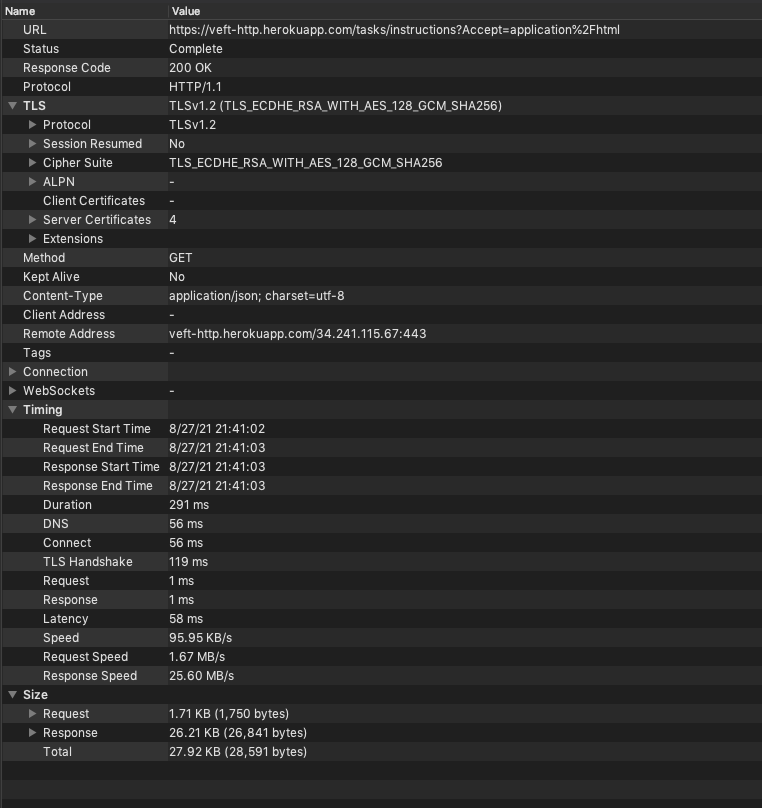 Name Value
URL https://veft-http.herokuapp.com/tasks/instructions?Accept=application%2Fhtml
Status Complete
Response Code 200 OK
Protocol HTTP/1.1
TLS TLSv1.2 (TLS_ECDHE_RSA_WITH_AES_128_GCM_SHA256)
Protocol TLSv1.2
Session Resumed No
Cipher Suite TLS_ECDHE_RSA_WITH_AES_128_GCM_SHA256
ALPN -
Client Certificates -
Server Certificates 4
Extensions
Method GET
Kept Alive No
Content-Type application/json; charset=utf-8
Client Address -
Remote Address veft-http.herokuapp.com/34.241.115.67:443
Tags -
Connection
WebSockets -
Timing
Request Start Time 8/27/21 21:41:02
Request End Time 8/27/21 21:41:03
Response Start Time 8/27/21 21:41:03
Response End Time 8/27/21 21:41:03
Duration 291 ms
DNS 56 ms
Connect 56 ms
TLS Handshake 119 ms
Request 1 ms
Response 1 ms
Latency 58 ms
Speed 95.95 KB/s
Request Speed 1.67 MB/s
Response Speed 25.60 MB/s
Size
Request 1.71 KB (1,750 bytes)
Response 26.21 KB (26,841 bytes)
Total 27.92 KB (28,591 bytes)